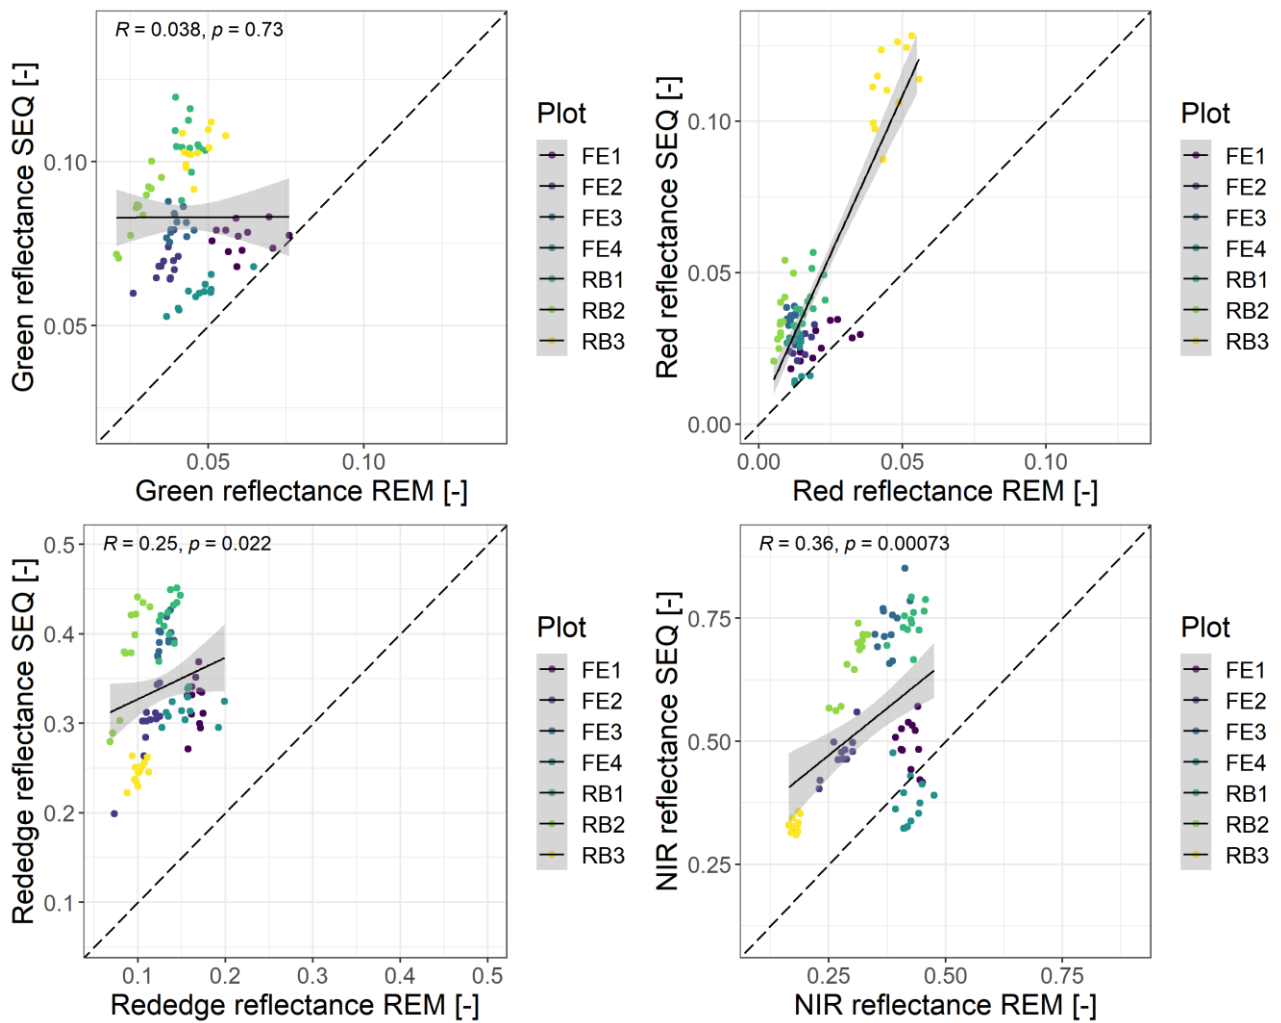 R = 0.038, p = 0.73
Green reflectance SEQ [-]
0.10
0.05
0.05
0.10
Green reflectance REM [-]
Plot
FE1
FE2
FE3
FE4
RB1
RB2
RB3
Red reflectance SEQ [-]
0.10
0.05
0.00
0.00
0.05
0.10
Red reflectance REM [-]
Plot
FE1
FE2
FE3
FE4
RB1
RB2
RB3
R = 0.25, p = 0.022
Rededge reflectance SEQ [-]
0.5
0.4
0.3
0.2
0.1
0.1
0.2
0.3
0.4
0.5
Rededge reflectance REM [-]
Plot
FE1
FE2
FE3
FE4
RB1
RB2
RB3
R = 0.36, p = 0.00073
NIR reflectance SEQ [-]
0.75
0.50
0.25
0.25
0.50
0.75
NIR reflectance REM [-]
Plot
FE1
FE2
FE3
FE4
RB1
RB2
RB3